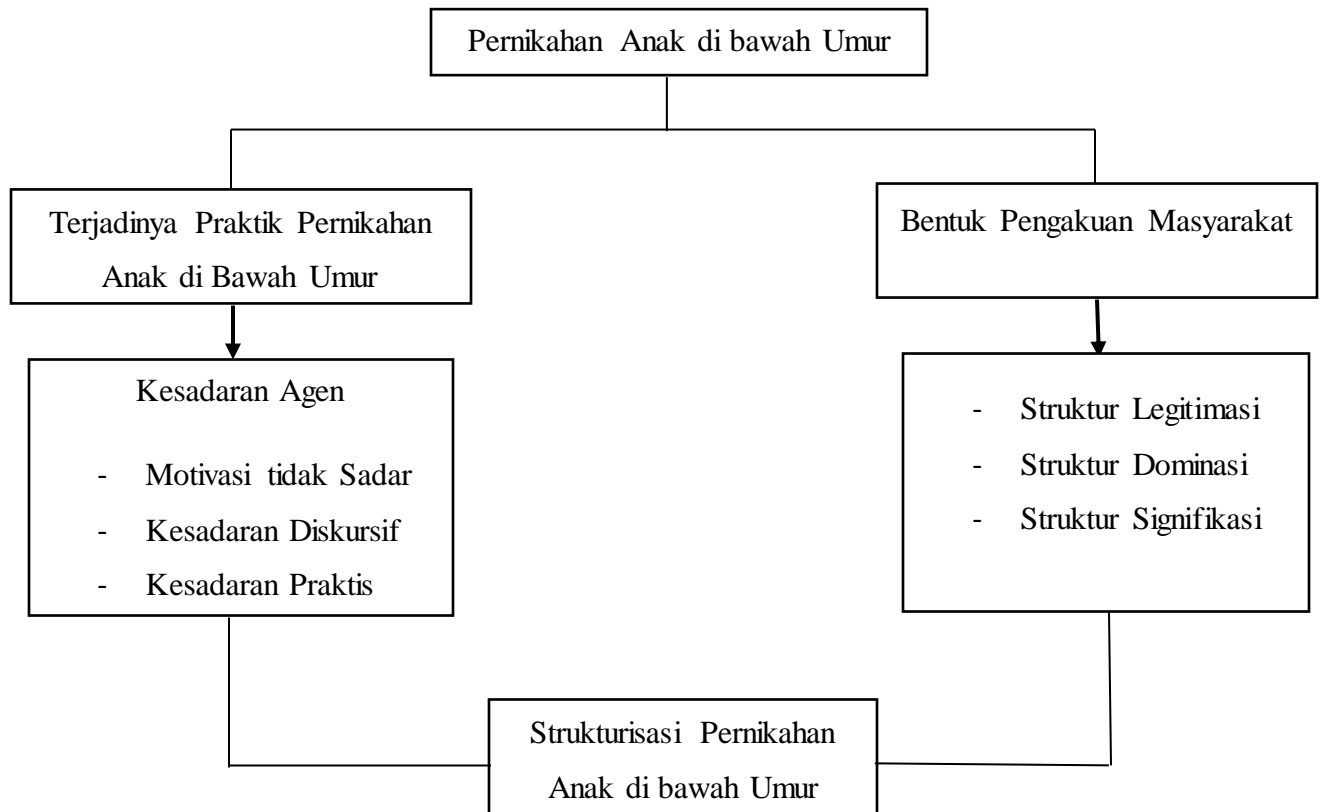 Pernikahan Anak di bawah Umur
Terjadinya Praktik Pernikahan
Anak di Bawah Umur
Bentuk Pengakuan Masyarakat
Kesadaran Agen
- Motivasi tidak Sadar
- Kesadaran Diskursif
- Kesadaran Praktis
- Struktur Legitimasi
- Struktur Dominasi
- Struktur Signifikasi
Strukturisasi Pernikahan
Anak di bawah Umur